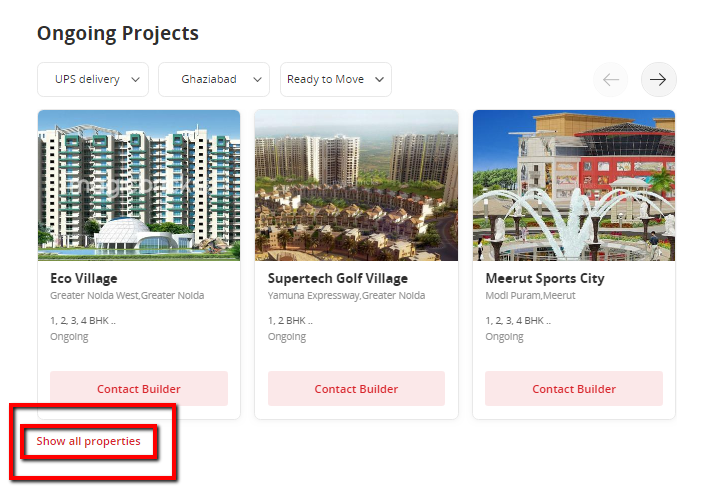 Ongoing Projects
UPS delivery
Ghaziabad
Ready to Move
Eco Village
Greater Noida West,Greater Noida
1, 2, 3, 4 BHK ..
Ongoing
Contact Builder
Supertech Golf Village
Yamuna Expressway,Greater Noida
1, 2 BHK ..
Ongoing
Contact Builder
Meerut Sports City
Modi Puram,Meerut
1, 2, 3, 4 BHK ..
Ongoing
Contact Builder
Show all properties